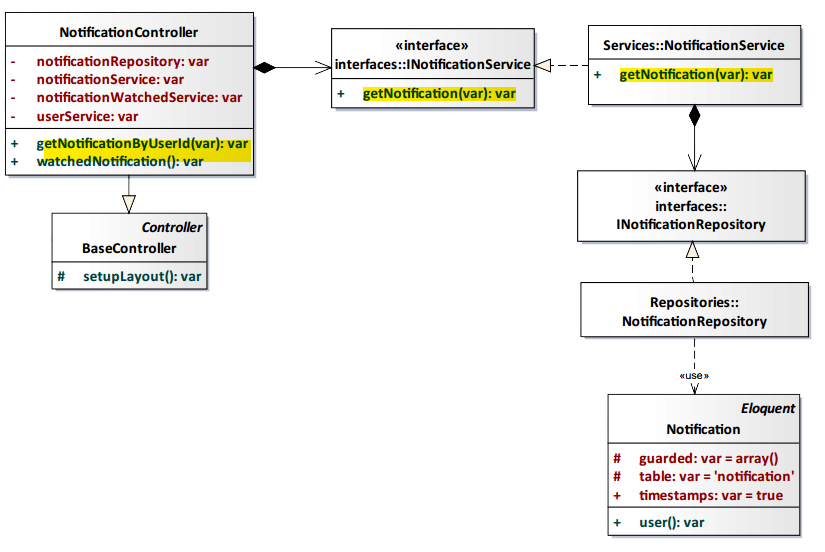 NotificationController
- notificationRepository: var
- notificationService: var
- notificationWatchedService: var
- userService: var
+ getNotificationByUserId(var): var
+ watchedNotification(): var
Controller
BaseController
# setupLayout(): var
«interface»
interfaces::INotificationService
+ getNotification(var): var
Services::NotificationService
+ getNotification(var): var
«interface»
interfaces::
INotificationRepository
Repositories::
NotificationRepository
«use»
Eloquent
Notification
# guarded: var = array()
# table: var = 'notification'
+ timestamps: var = true
+ user(): var